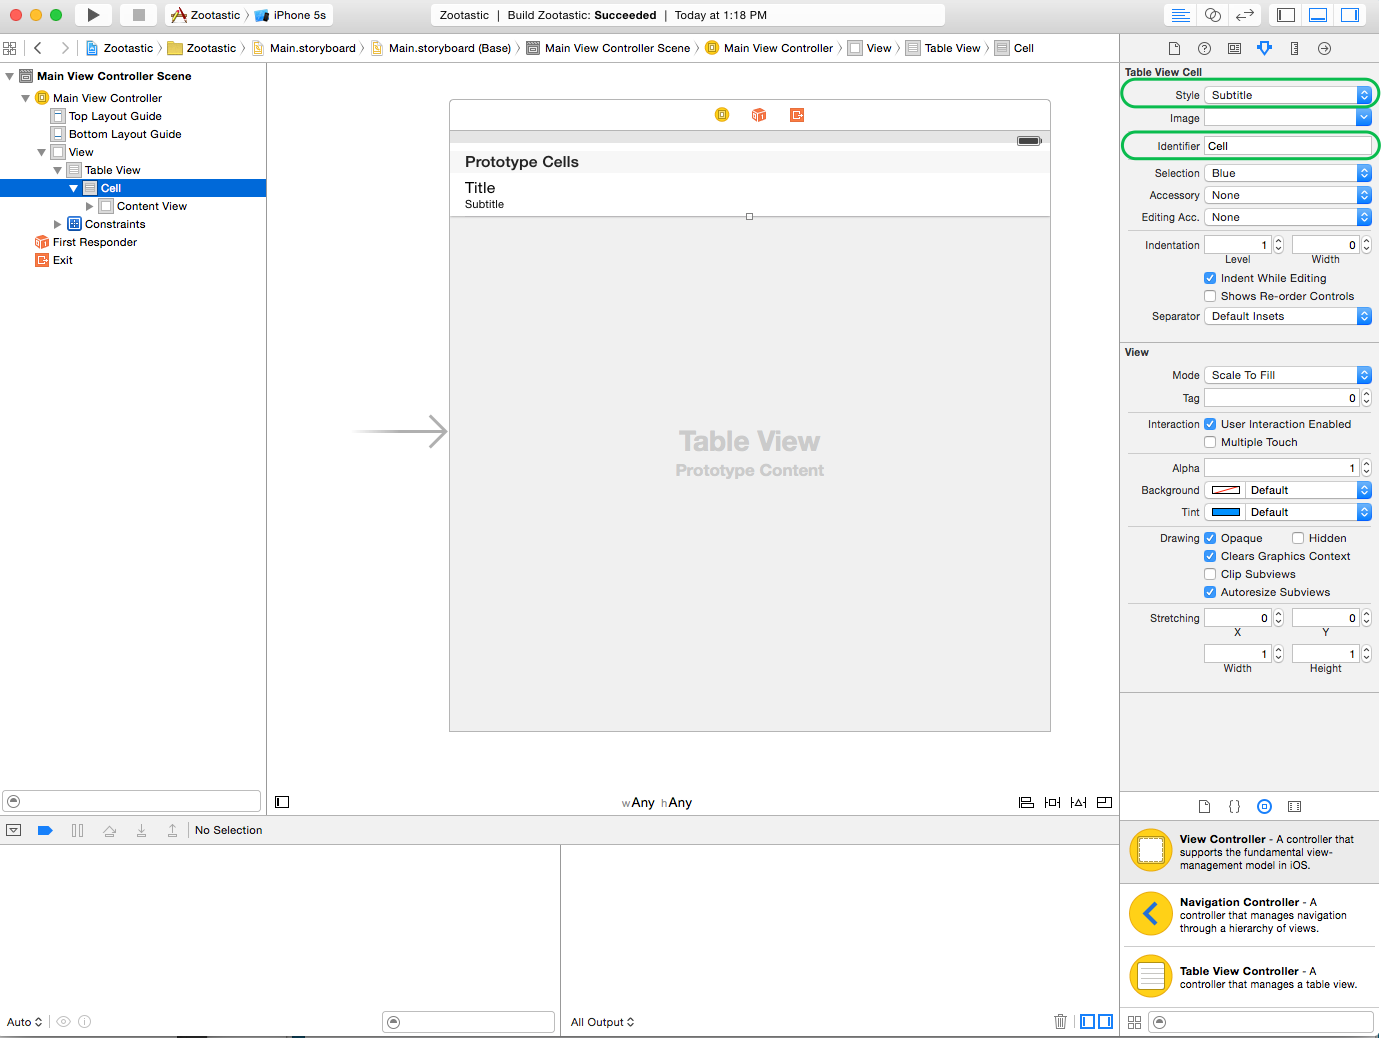 Zootastic iPhone 5s
Zootastic | Build Zootastic: Succeeded | Today at 1:18 PM
Zootastic Zootastic Main.storyboard Main.storyboard (Base) Main View Controller Scene Main View Controller View Table View Cell
Main View Controller Scene
Main View Controller
Top Layout Guide
Bottom Layout Guide
View
Table View
Cell
Content View
Constraints
First Responder
Exit
Prototype Cells
Title
Subtitle
Table View
Prototype Content
wAny hAny
No Selection
Auto
All Output
Table View Cell
Style Subtitle
Image
Identifier Cell
Selection Blue
Accessory None
Editing Acc. None
Indentation 1 0
Level Width
Indent While Editing
Shows Re-order Controls
Separator Default Insets
View
Mode Scale To Fill
Tag 0
Interaction User Interaction Enabled
Multiple Touch
Alpha 1
Background Default
Tint Default
Drawing Opaque Hidden
Clears Graphics Context
Clip Subviews
Autoresize Subviews
Stretching 0 0
X Y
1 1
Width Height
{ }
View Controller - A controller that
supports the fundamental view-
management model in iOS.
Navigation Controller - A
controller that manages navigation
through a hierarchy of views.
Table View Controller - A
controller that manages a table view.